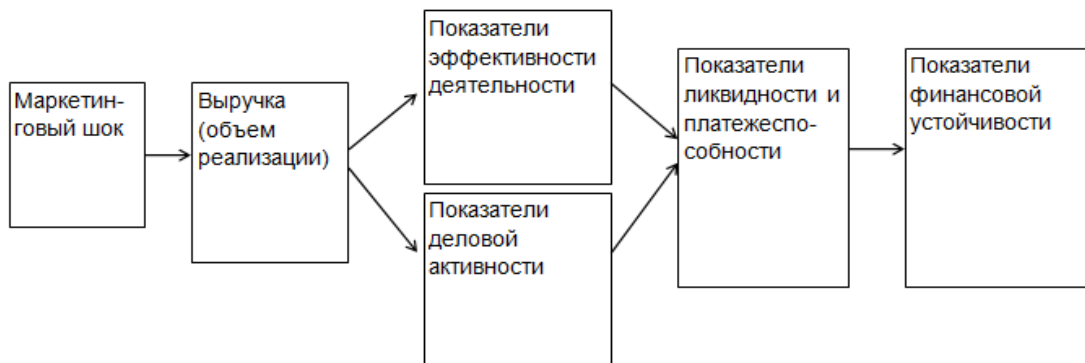 Маркетин-
говый шок
Выручка
(объем
реализации)
Показатели
эффективности
деятельности
Показатели
деловой
активности
Показатели
ликвидности и
платежеспо-
собности
Показатели
финансовой
устойчивости